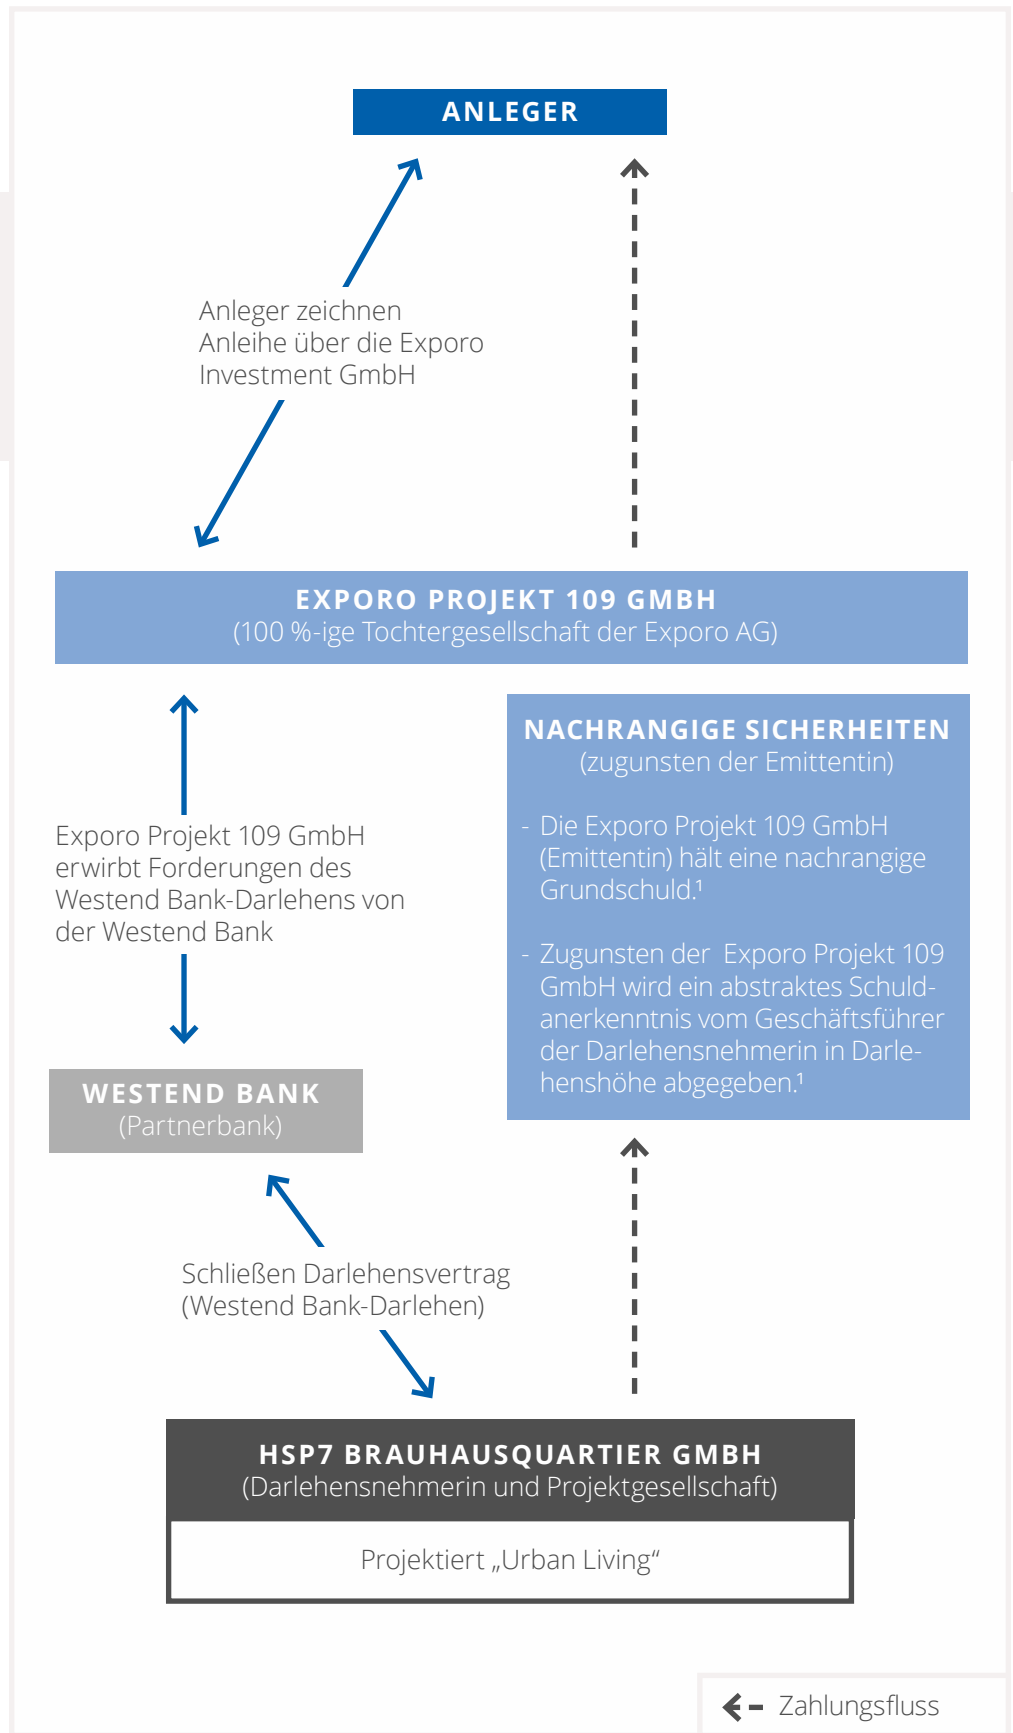 ANLEGER
Anleger zeichnen
Anleihe über die Exporo
Investment GmbH
EXPORO PROJEKT 109 GMBH
(100 %-ige Tochtergesellschaft der Exporo AG)
Exporo Projekt 109 GmbH
erwirbt Forderungen des
Westend Bank-Darlehens von
der Westend Bank
NACHRANGIGE SICHERHEITEN
(zugunsten der Emittentin)
- Die Exporo Projekt 109 GmbH
(Emittentin) hält eine nachrangige
Grundschuld.¹
- Zugunsten der Exporo Projekt 109
GmbH wird ein abstraktes Schuld-
anerkenntnis vom Geschäftsführer
der Darlehensnehmerin in Darle-
henshöhe abgegeben.¹
WESTEND BANK
(Partnerbank)
Schließen Darlehensvertrag
(Westend Bank-Darlehen)
HSP7 BRAUHAUSQUARTIER GMBH
(Darlehensnehmerin und Projektgesellschaft)
Projektiert „Urban Living“
Zahlungsfluss